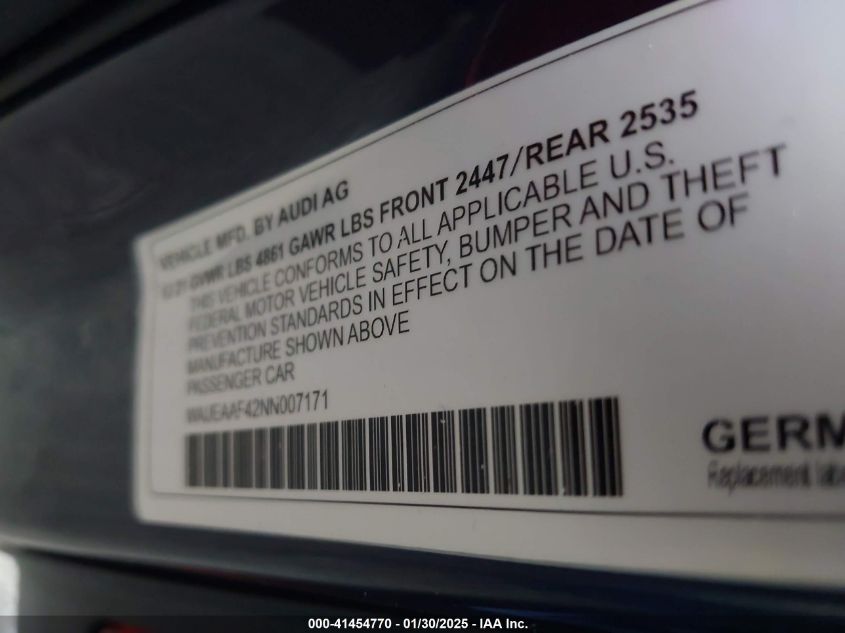 VEHICLE MFD. BY AUDI AG
GVWR LBS 4861 GAWR LBS FRONT 2447/REAR 2535
THIS VEHICLE CONFORMS TO ALL APPLICABLE U.S.
FEDERAL MOTOR VEHICLE SAFETY, BUMPER AND THEFT
PREVENTION STANDARDS IN EFFECT ON THE DATE OF
MANUFACTURE SHOWN ABOVE
PASSENGER CAR
WAUEAAF42NN007171
GERM
Replacement
000-41454770 - 01/30/2025 - IAA Inc.